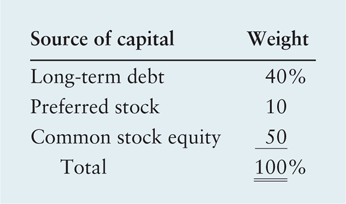 Source of capital Weight
Long-term debt 40%
Preferred stock 10
Common stock equity 50
Total 100%